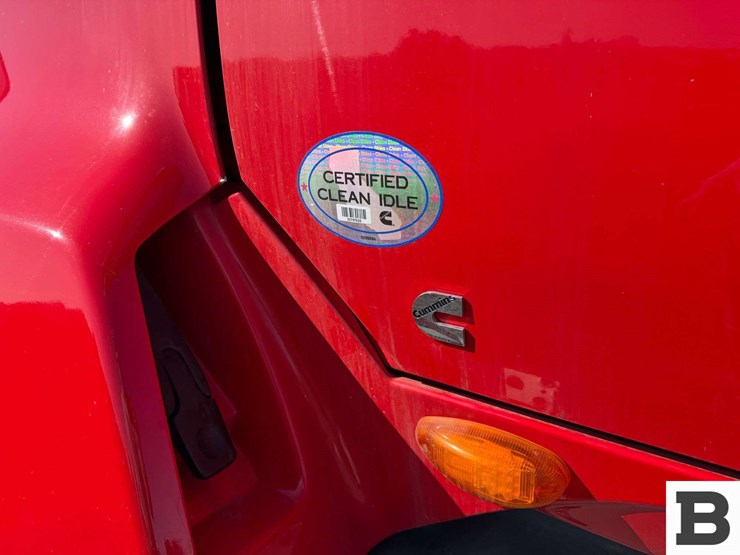 CERTIFIED
CLEAN IDLE
Cummins
B